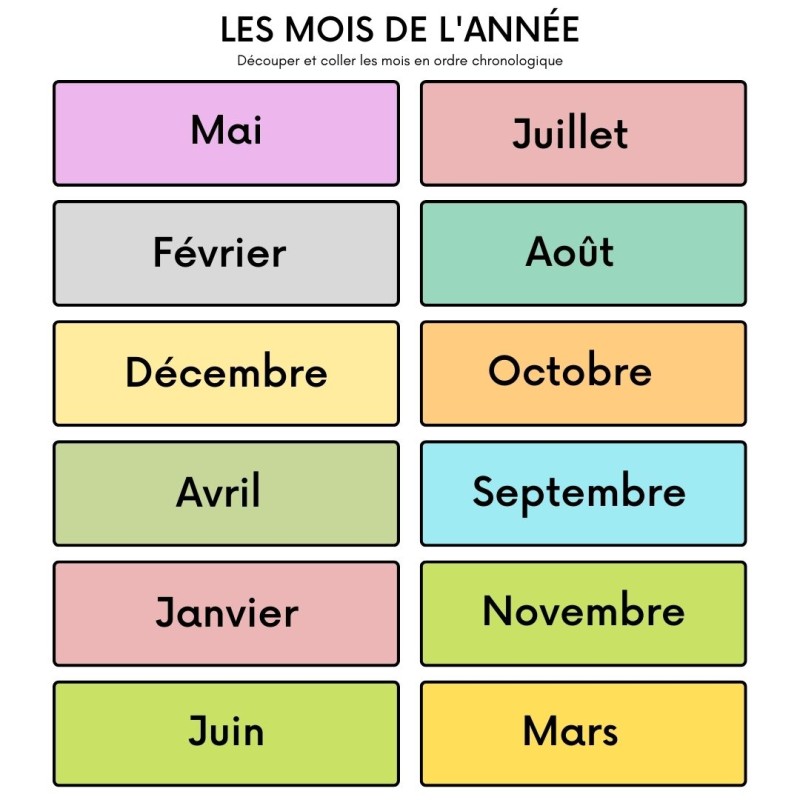 LES MOIS DE L'ANNÉE
Découper et coller les mois en ordre chronologique
Mai
Juillet
Février
Août
Décembre
Octobre
Avril
Septembre
Janvier
Novembre
Juin
Mars